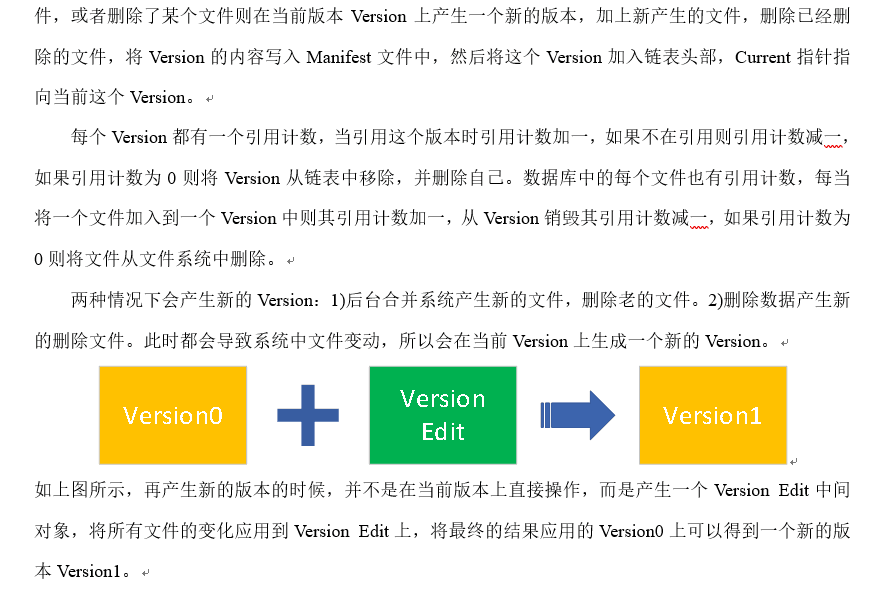 件，或者删除了某个文件则在当前版本 Version 上产生一个新的版本，加上新产生的文件，删除已经删
除的文件，将 Version 的内容写入 Manifest 文件中，然后将这个 Version 加入链表头部，Current 指针指
向当前这个 Version。
每个 Version 都有一个引用计数，当引用这个版本时引用计数加一，如果不在引用则引用计数减一，
如果引用计数为 0 则将 Version 从链表中移除，并删除自己。数据库中的每个文件也有引用计数，每当
将一个文件加入到一个 Version 中则其引用计数加一，从 Version 销毁其引用计数减一，如果引用计数为
0 则将文件从文件系统中删除。
两种情况下会产生新的 Version：1)后台合并系统产生新的文件，删除老的文件。2)删除数据产生新
的删除文件。此时都会导致系统中文件变动，所以会在当前 Version 上生成一个新的 Version。
Version0
Version
Edit
Version1
如上图所示，再产生新的版本的时候，并不是在当前版本上直接操作，而是产生一个 Version Edit 中间
对象，将所有文件的变化应用到 Version Edit 上，将最终的结果应用的 Version0 上可以得到一个新的版
本 Version1。